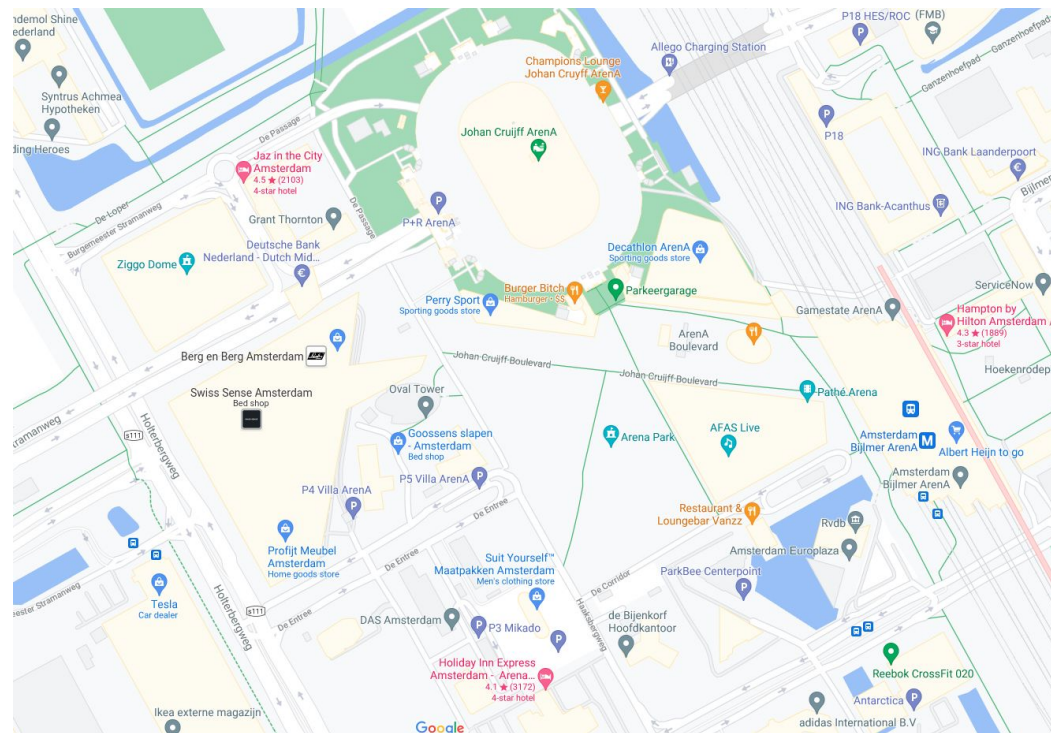 ndemol Shine
ederland
Syntrus Achmea
Hypotheken
ding Heroes
De Passage
Jaz in the City
Amsterdam
4.5 ★ (2103)
4-star hotel
De Loper
Burgemeester Stramanweg
Grant Thornton
De Passage
Deutsche Bank
Nederland - Dutch Mid...
Ziggo Dome
P+R ArenA
Johan Cruijff ArenA
Champions Lounge
Johan Cruyff ArenA
Allego Charging Station
P18 HES/ROC
(FMB)
Ganzenhoefpad
Ganzenhoefpad
P18
ING Bank Laanderpoort
Bijlmer
ING Bank-Acanthus
Decathlon ArenA
Sporting goods store
Burger Bitch
Hamburger · $$
Parkeergarage
Perry Sport
Sporting goods store
ServiceNow
Gamestate ArenA
Hampton by
Hilton Amsterdam
4.3 ★ (1889)
3-star hotel
ArenA
Boulevard
Hoekenrodep
Berg en Berg Amsterdam
Johan Cruijff Boulevard
Johan Cruijff Boulevard
Swiss Sense Amsterdam
Bed shop
Oval Tower
Pathé Arena
Stramanweg
Holterbergweg
s111
Goossens slapen
- Amsterdam
Bed shop
Arena Park
AFAS Live
Amsterdam
Bijlmer ArenA
M
Albert Heijn to go
Amsterdam
Bijlmer ArenA
P4 Villa ArenA
P5 Villa ArenA
De Entree
Restaurant &
Loungebar Vanzz
Rvdb
Profijt Meubel
Amsterdam
Home goods store
Amsterdam Europlaza
De Entree
Suit Yourself™
Maatpakken Amsterdam
Men's clothing store
De Corridor
ParkBee Centerpoint
eester Stramanweg
Tesla
Car dealer
Holterbergweg
s111
De Entree
DAS Amsterdam
P3 Mikado
Haaksbergweg
de Bijenkorf
Hoofdkantoor
Holiday Inn Express
Amsterdam - Arena...
4.1 ★ (3172)
4-star hotel
Reebok CrossFit 020
Antarctica
adidas International B.V
Ikea externe magazijn
Google